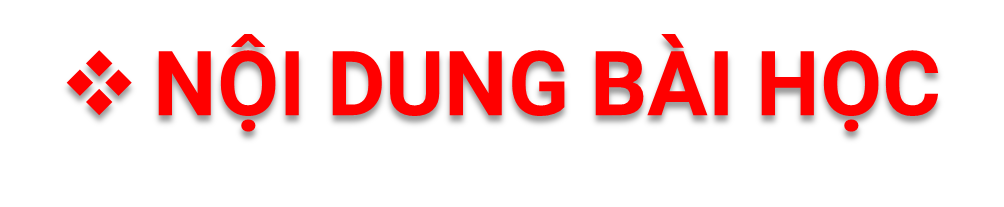 ❖ NỘI DUNG BÀI HỌC